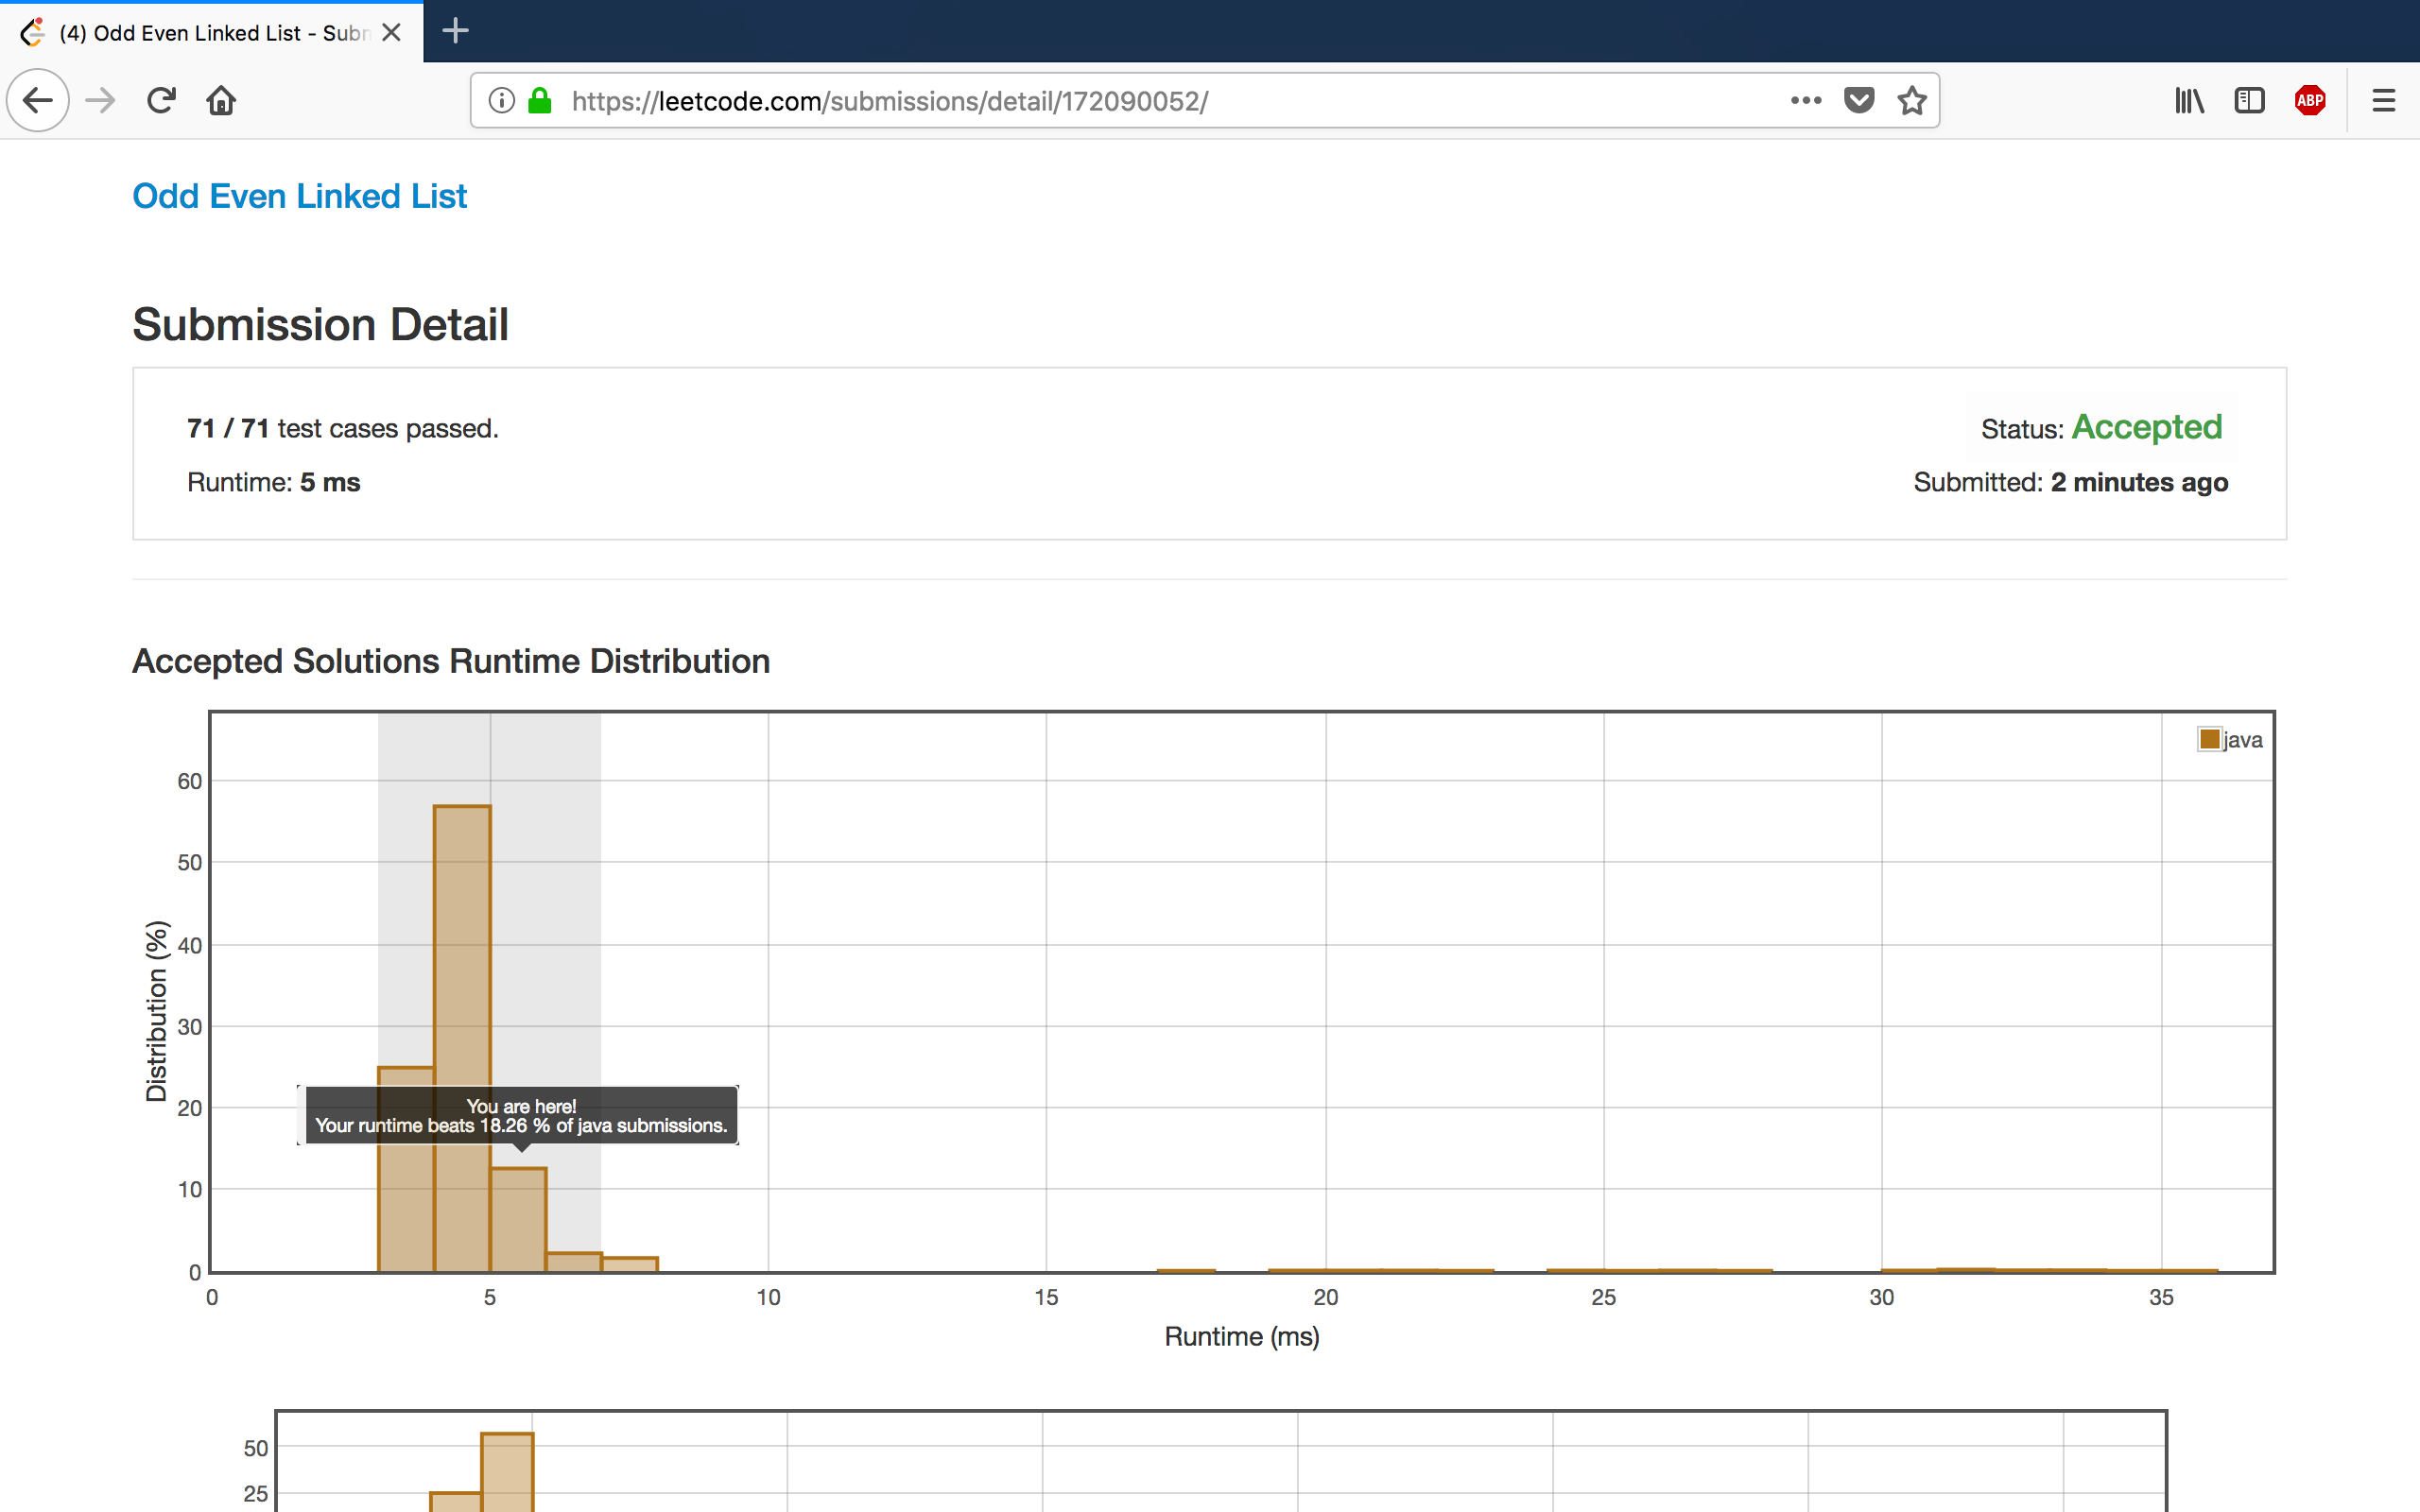 (4) Odd Even Linked List - Subm
https://leetcode.com/submissions/detail/172090052/
ABP
Odd Even Linked List
Submission Detail
71 / 71 test cases passed.
Status: Accepted
Runtime: 5 ms
Submitted: 2 minutes ago
Accepted Solutions Runtime Distribution
java
60
50
40
30
20
10
0
Distribution (%)
You are here!
Your runtime beats 18.26 % of java submissions.
0 5 10 15 20 25 30 35
Runtime (ms)
50
25